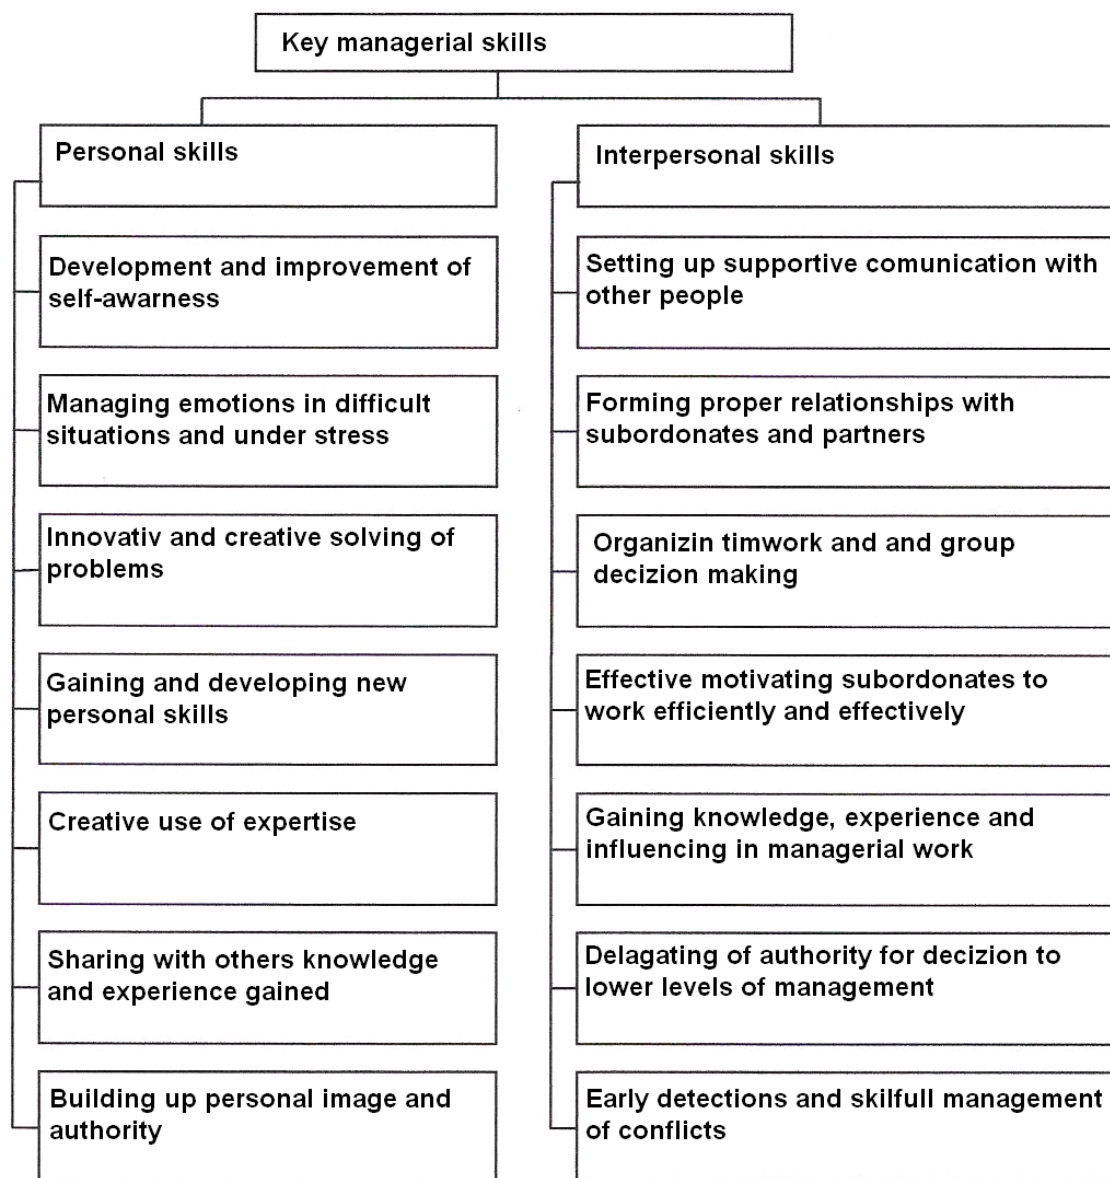 Key managerial skills
Personal skills
Development and improvement of
self-awarness
Managing emotions in difficult
situations and under stress
Innovativ and creative solving of
problems
Gaining and developing new
personal skills
Creative use of expertise
Sharing with others knowledge
and experience gained
Building up personal image and
authority
Interpersonal skills
Setting up supportive comunication with
other people
Forming proper relationships with
subordonates and partners
Organizin timwork and and group
decizion making
Effective motivating subordonates to
work efficiently and effectively
Gaining knowledge, experience and
influencing in managerial work
Delagating of authority for decizion to
lower levels of management
Early detections and skilfull management
of conflicts